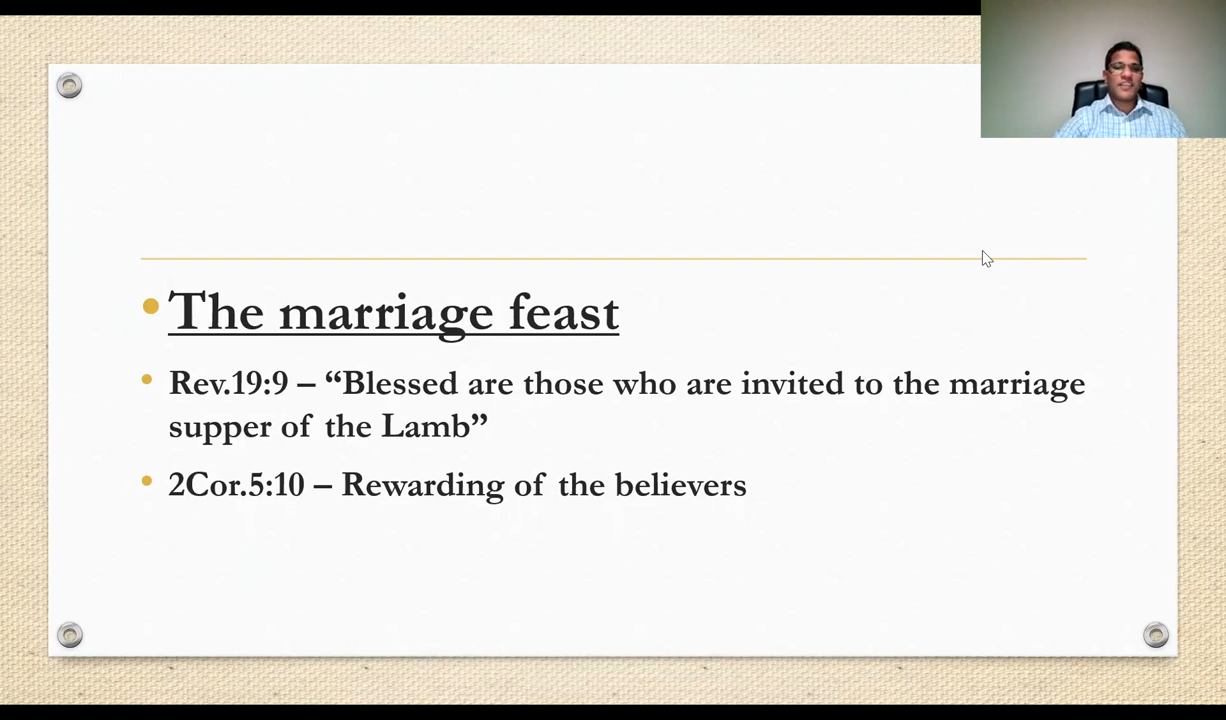 The marriage feast
Rev.19:9 – “Blessed are those who are invited to the marriage
supper of the Lamb”
2Cor.5:10 – Rewarding of the believers